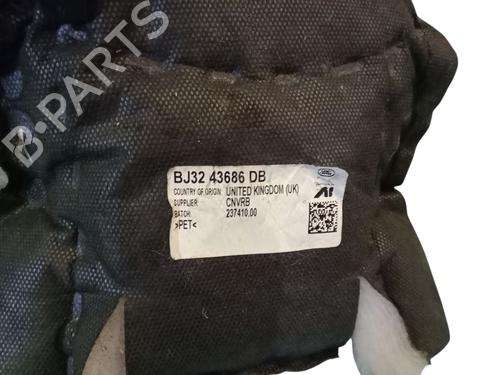 B-PARTS
BJ32 43686 DB
COUNTRY OF ORIGIN: UNITED KINGDOM (UK)
SUPPLIER: CNVRB
BATCH: 237410.00
>PET<